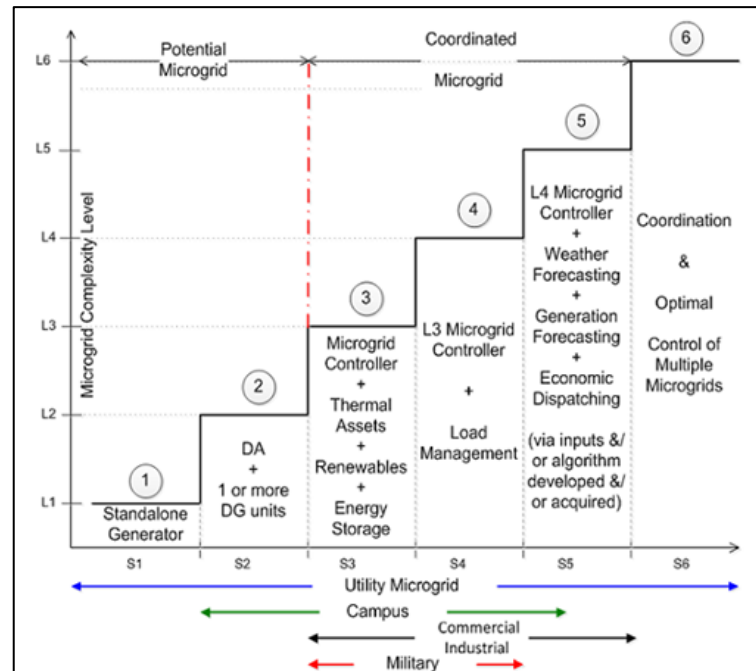 Potential
Microgrid
Coordinated
Microgrid
Microgrid Complexity Level
L6
L5
L4
L3
L2
L1
1
Standalone
Generator
2
DA
+
1 or more
DG units
3
Microgrid
Controller
+
Thermal
Assets
+
Renewables
+
Energy
Storage
4
L3 Microgrid
Controller
+
Load
Management
5
L4 Microgrid
Controller
+
Weather
Forecasting
+
Generation
Forecasting
+
Economic
Dispatching
(via inputs &/
or algorithm
developed &/
or acquired)
6
Coordination
&
Optimal
Control of
Multiple
Microgrids
S1
S2
S3
S4
S5
S6
Utility Microgrid
Campus
Commercial
Industrial
Military